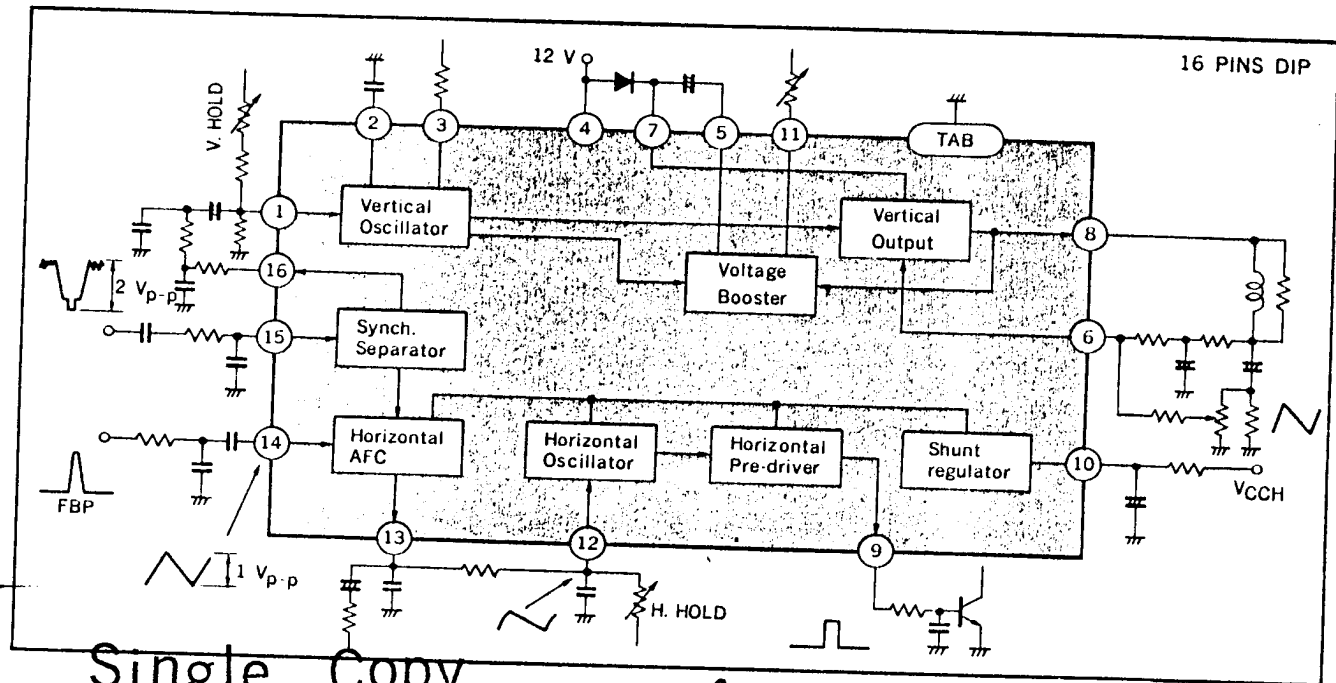 16 PINS DIP
12 V
V. HOLD
2
3
4
7
5
11
TAB
1
Vertical
Oscillator
Vertical
Output
8
16
2 Vp-p
Voltage
Booster
15
Synch.
Separator
6
14
Horizontal
AFC
Horizontal
Oscillator
Horizontal
Pre-driver
Shunt
regulator
10
VCCH
FBP
13
12
9
1 Vp-p
H. HOLD
Single Copy